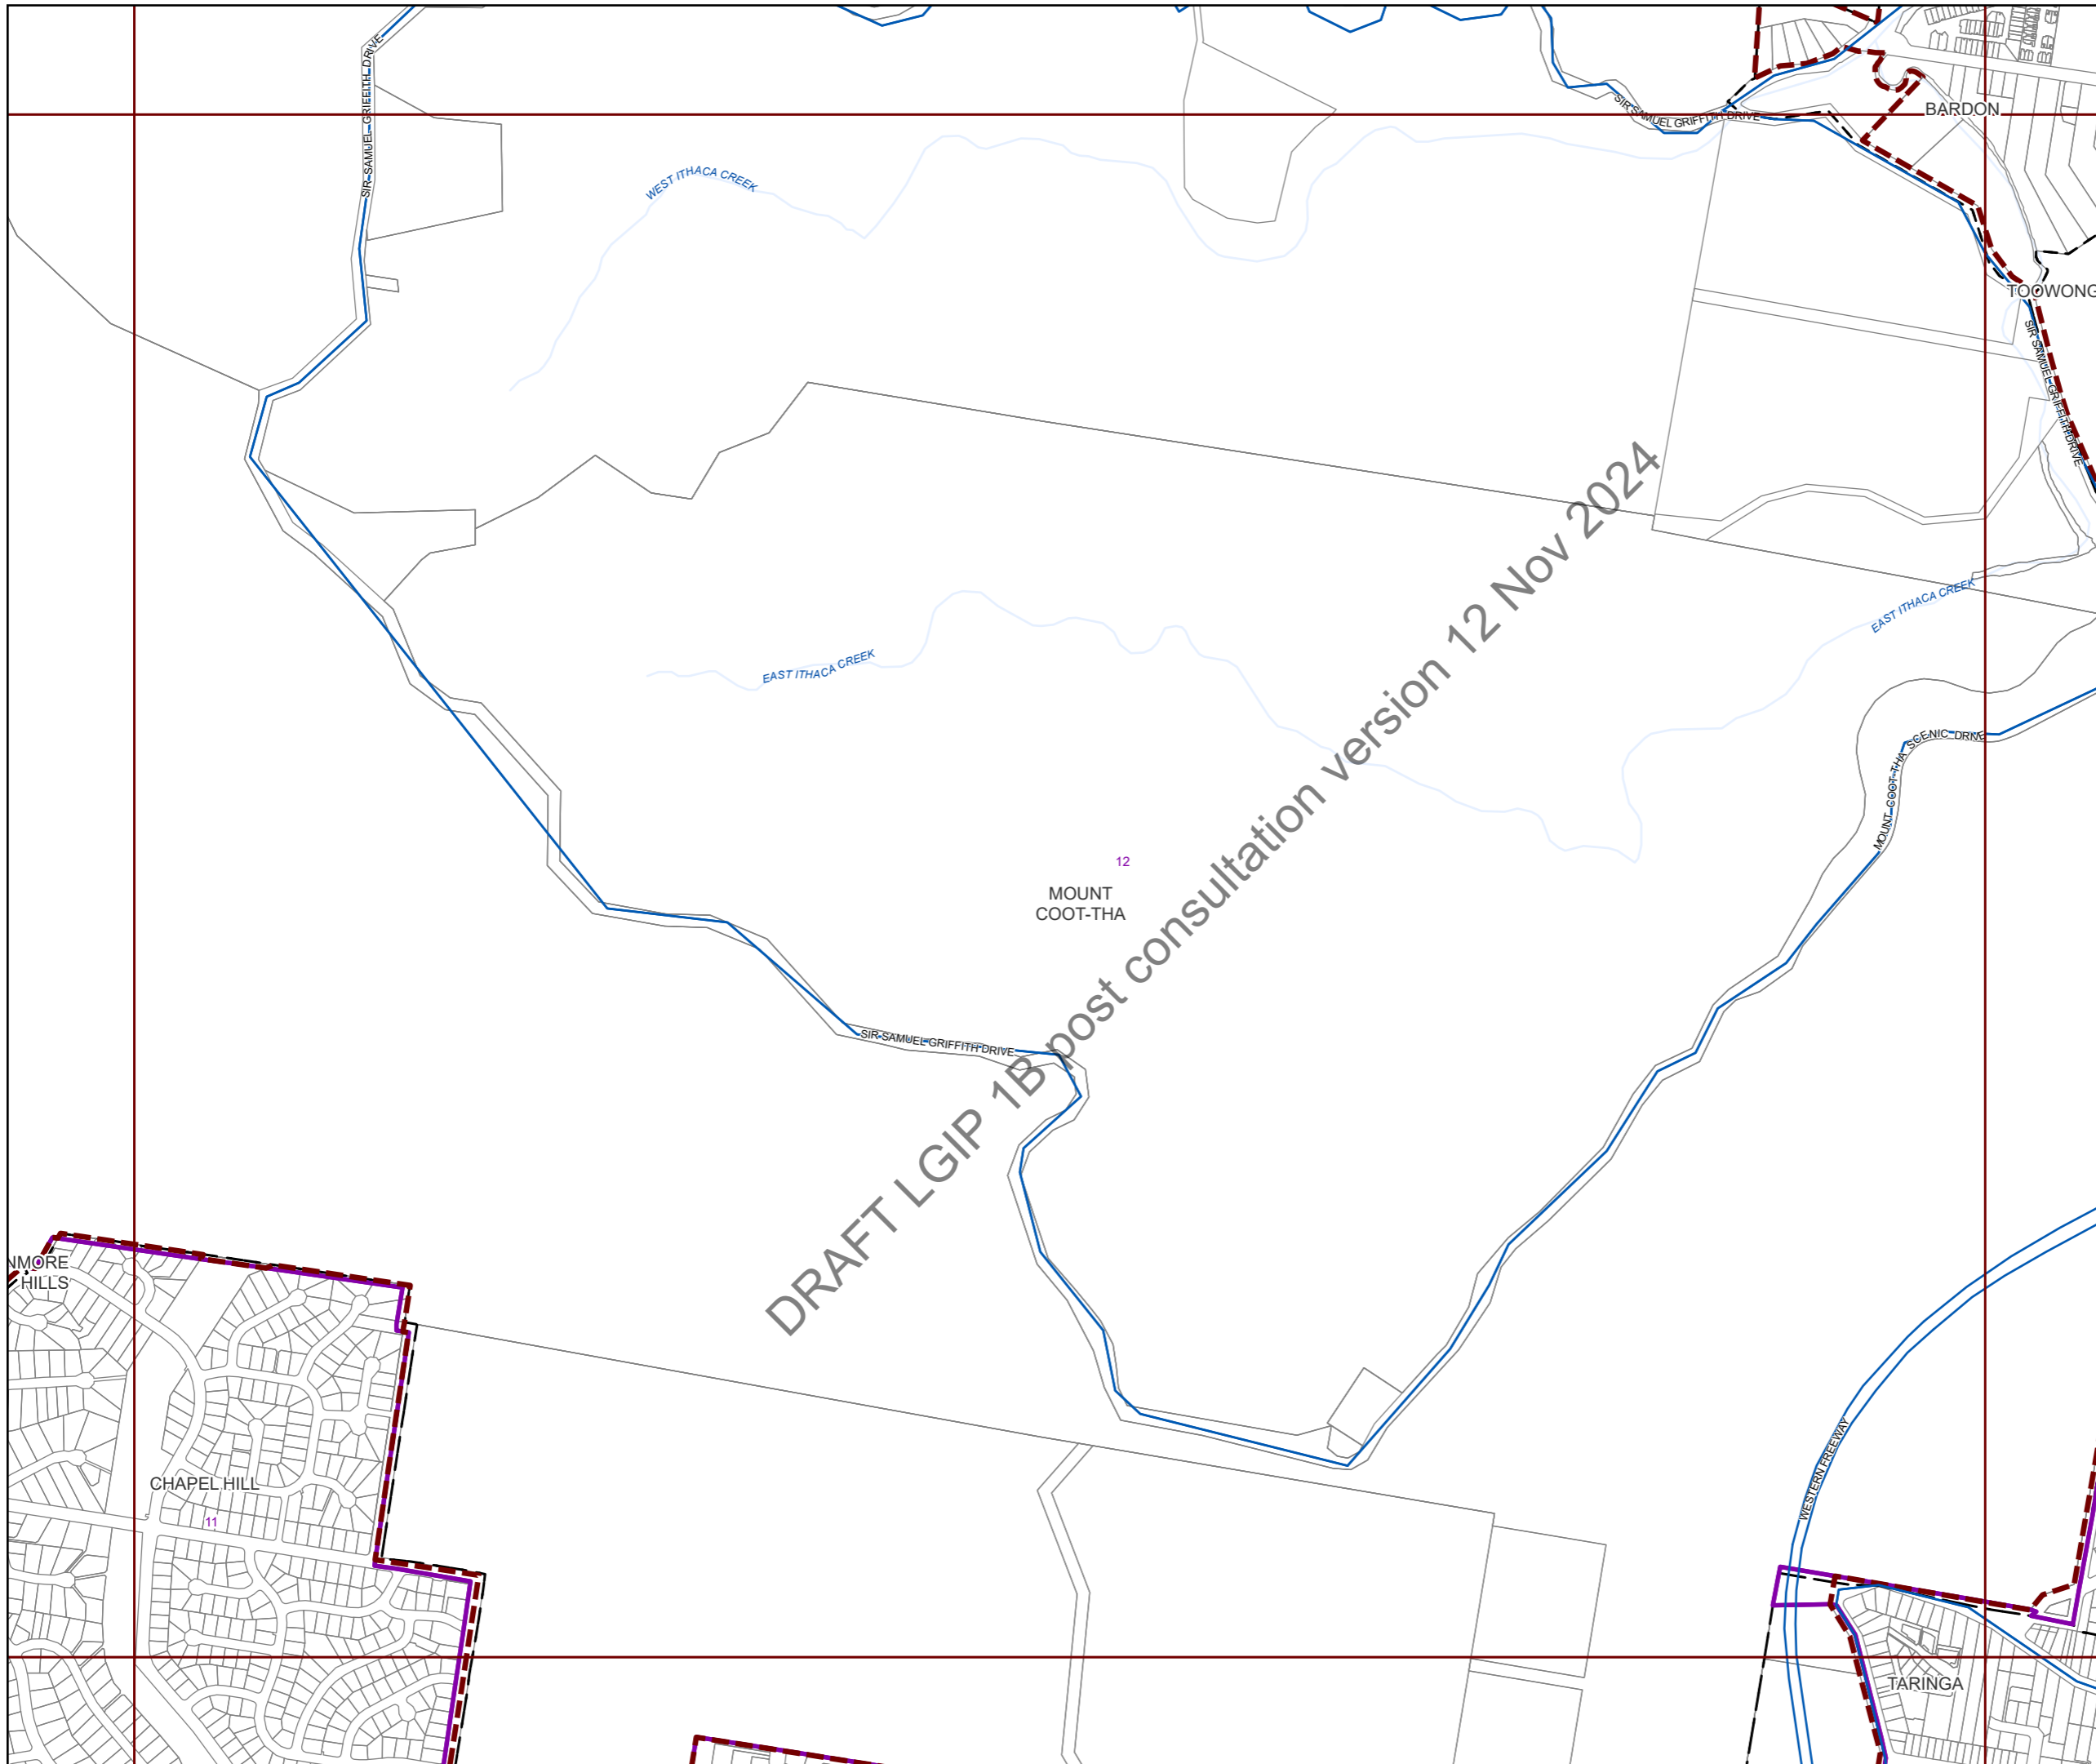 SIR SAMUEL GRIFFITH DRIVE
SIR SAMUEL GRIFFITH DRIVE
BARDON
WEST ITHACA CREEK
TOOWONG
SIR SAMUEL GRIFFITH DRIVE
DRAFT LGIP 1B post consultation version 12 Nov 2024
EAST ITHACA CREEK
EAST ITHACA CREEK
MOUNT COOT-THA SCENIC DRIVE
12
MOUNT
COOT-THA
SIR SAMUEL GRIFFITH DRIVE
NMORE
HILLS
WESTERN FREEWAY
CHAPEL HILL
11
TARINGA